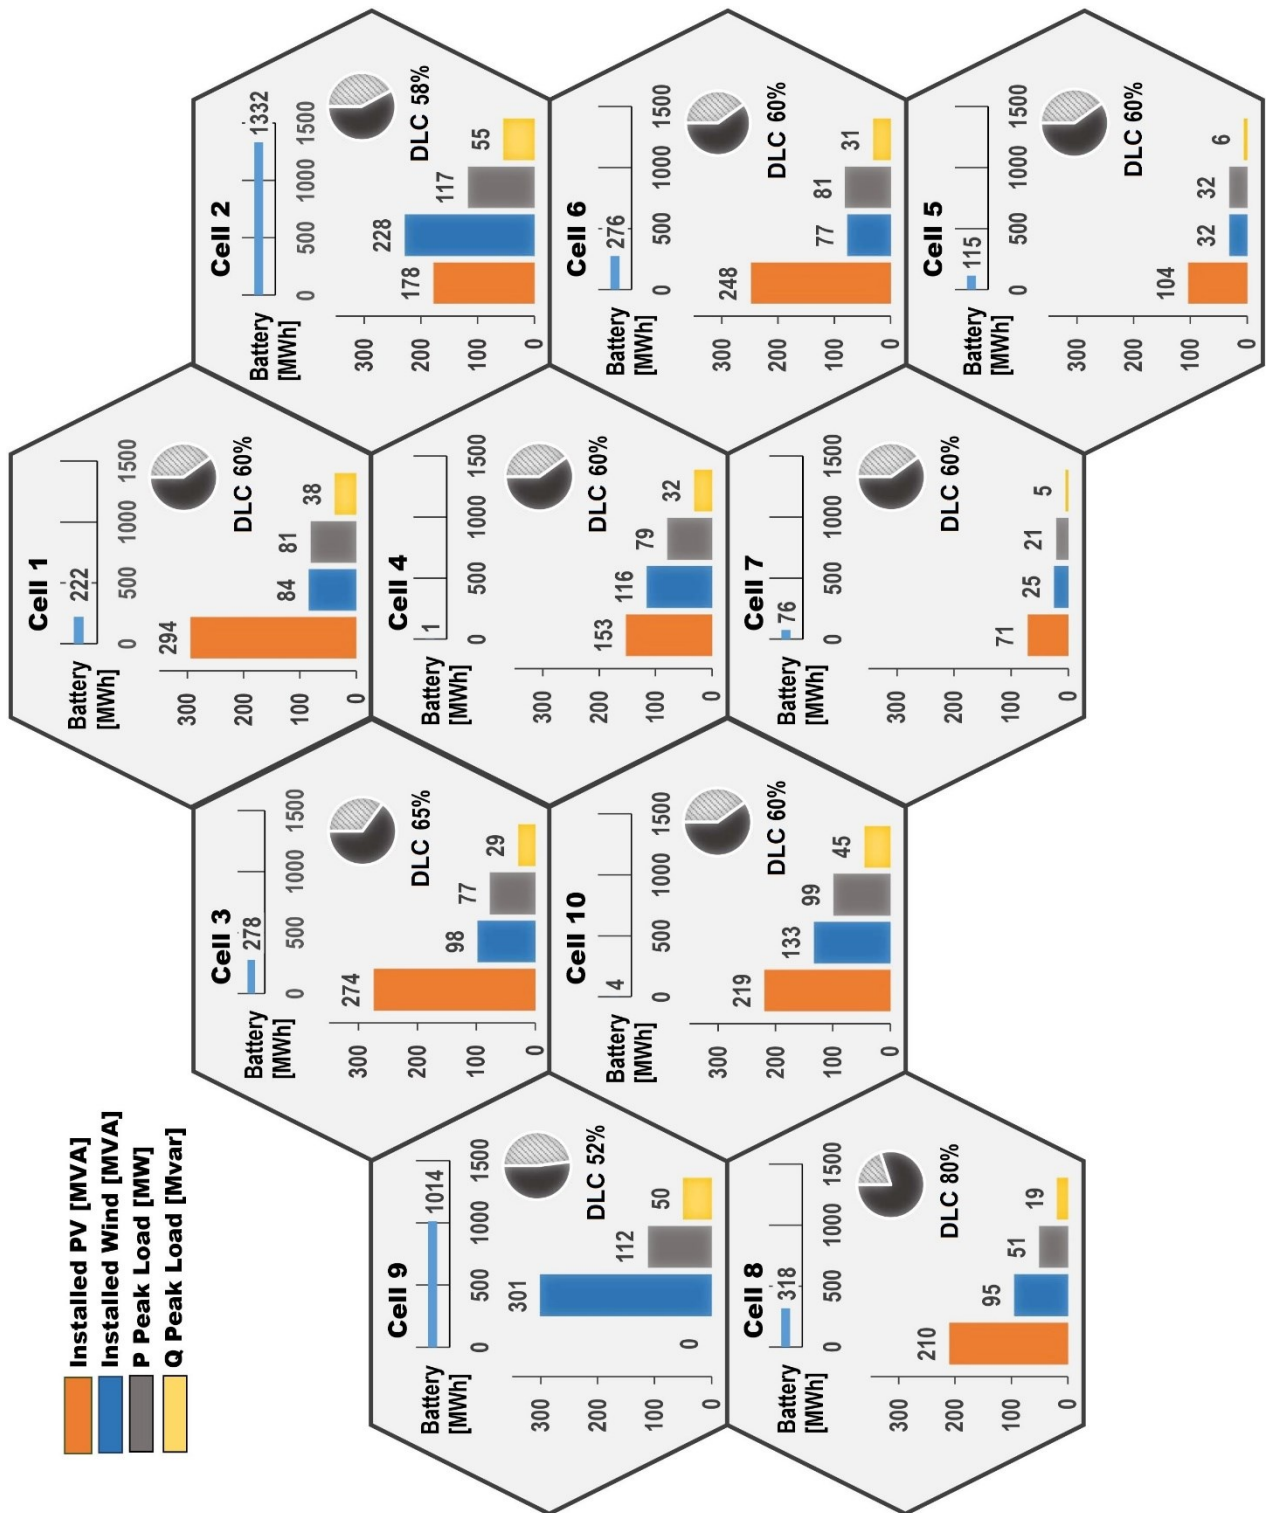 Installed PV [MVA]
Installed Wind [MVA]
P Peak Load [MW]
Q Peak Load [Mvar]
Cell 1
Battery
[MWh]
222
0 500 1000 1500
DLC 60%
300
200
100
0
294
84
81
38
Cell 2
Battery
[MWh]
1332
0 500 1000 1500
DLC 58%
300
200
100
0
178
228
117
55
Cell 3
Battery
[MWh]
278
0 500 1000 1500
DLC 65%
300
200
100
0
274
98
77
29
Cell 4
Battery
[MWh]
1
0 500 1000 1500
DLC 60%
300
200
100
0
153
116
79
32
Cell 6
Battery
[MWh]
276
0 500 1000 1500
DLC 60%
300
200
100
0
248
77
81
31
Cell 9
Battery
[MWh]
1014
0 500 1000 1500
DLC 52%
300
200
100
0
0
301
112
50
Cell 10
Battery
[MWh]
4
0 500 1000 1500
DLC 60%
300
200
100
0
219
133
99
45
Cell 7
Battery
[MWh]
76
0 500 1000 1500
DLC 60%
300
200
100
0
71
25
21
5
Cell 5
Battery
[MWh]
115
0 500 1000 1500
DLC 60%
300
200
100
0
104
32
32
6
Cell 8
Battery
[MWh]
318
0 500 1000 1500
DLC 80%
300
200
100
0
210
95
51
19